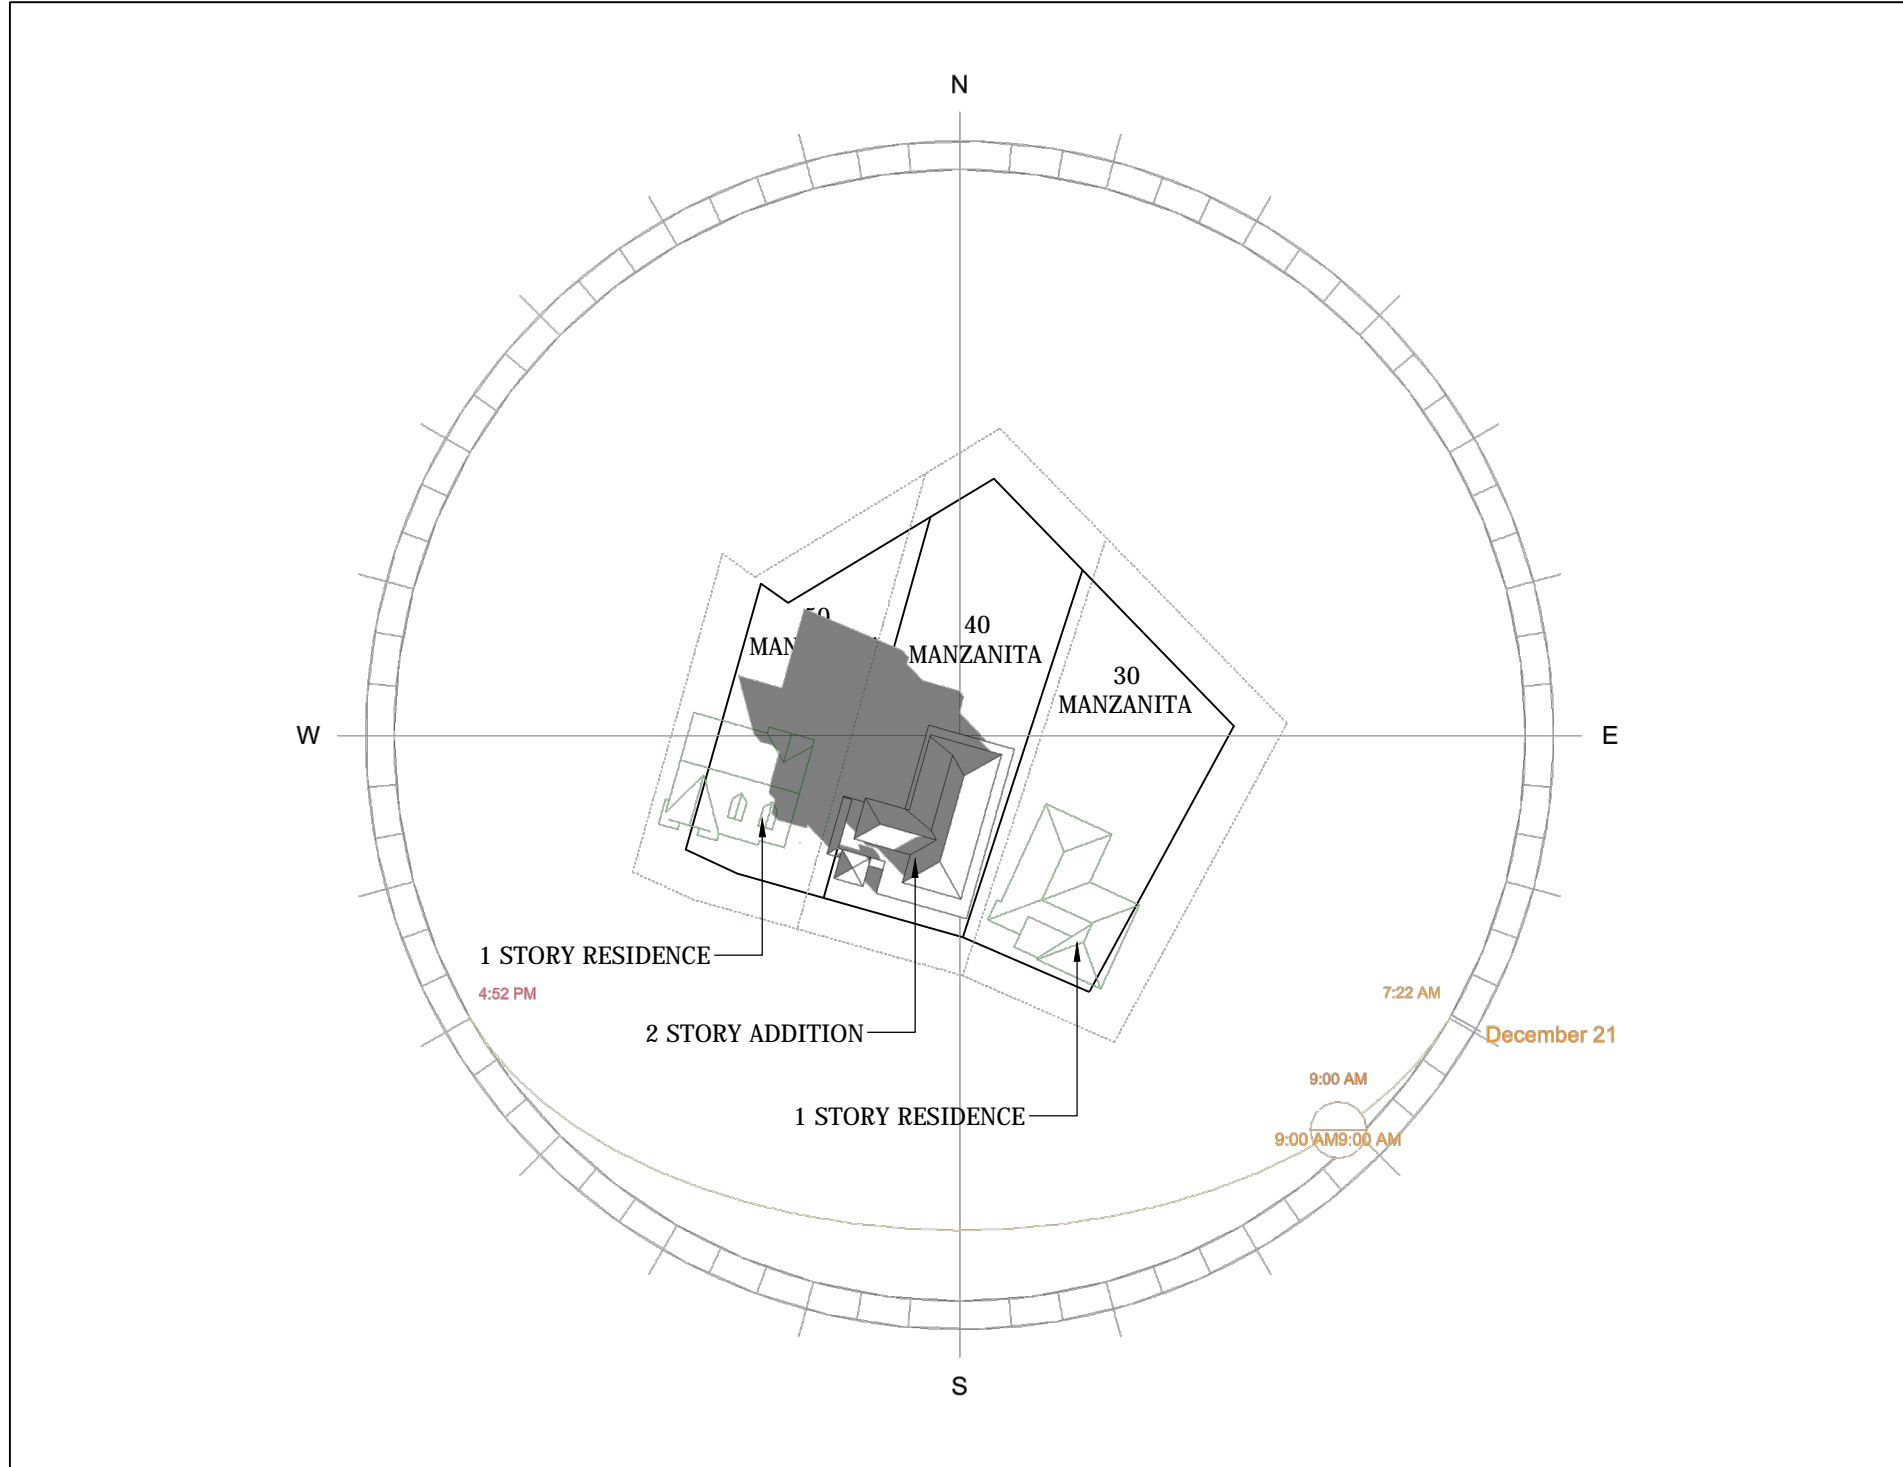 N
40
MANZANITA
30
MANZANITA
W
E
1 STORY RESIDENCE
4:52 PM
7:22 AM
2 STORY ADDITION
December 21
9:00 AM
1 STORY RESIDENCE
9:00 AM9:00 AM
S